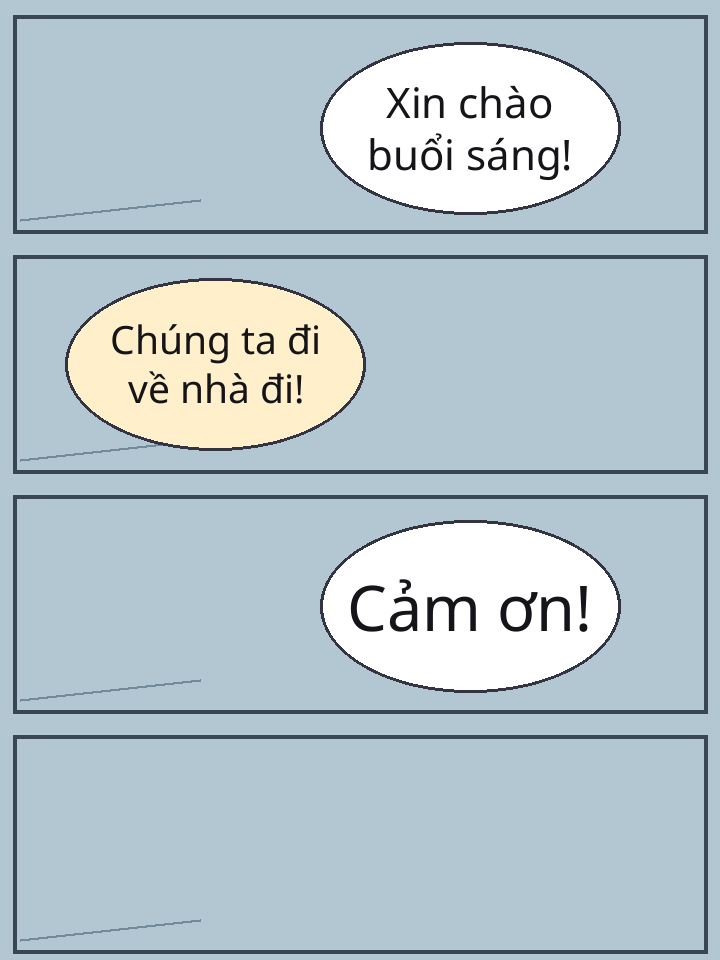 Xin chào
buổi sáng!
Chúng ta đi
về nhà đi!
Cảm ơn!